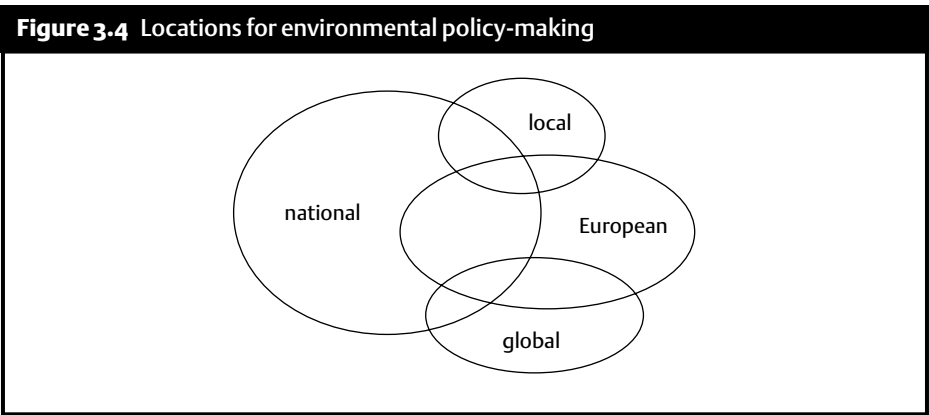 Figure 3.4 Locations for environmental policy-making
local
national
European
global